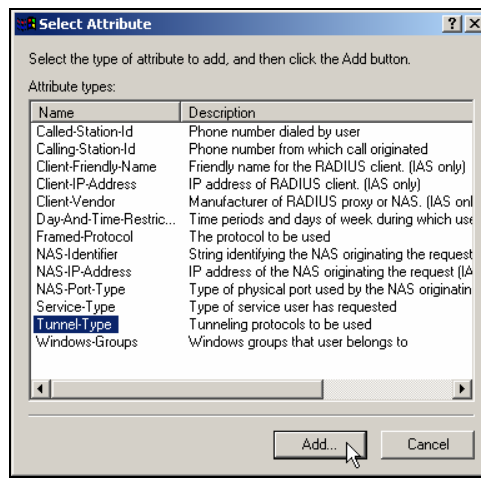 Select Attribute
Select the type of attribute to add, and then click the Add button.
Attribute types:
Name Description
Called-Station-Id Phone number dialed by user
Calling-Station-Id Phone number from which call originated
Client-Friendly-Name Friendly name for the RADIUS client. (IAS only)
Client-IP-Address IP address of RADIUS client. (IAS only)
Client-Vendor Manufacturer of RADIUS proxy or NAS. (IAS onl
Day-And-Time-Restric... Time periods and days of week during which use
Framed-Protocol The protocol to be used
NAS-Identifier String identifying the NAS originating the request
NAS-IP-Address IP address of the NAS originating the request (IA
NAS-Port-Type Type of physical port used by the NAS originatin
Service-Type Type of service user has requested
Tunnel-Type Tunneling protocols to be used
Windows-Groups Windows groups that user belongs to
Add... Cancel